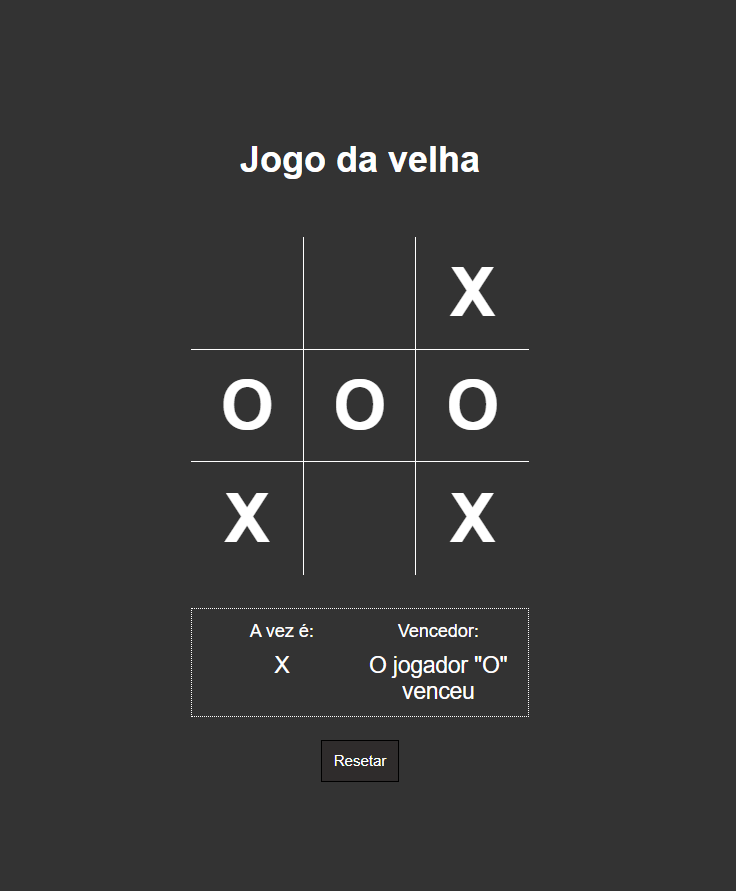 Jogo da velha
X
O O O
X X
A vez é: Vencedor:
X O jogador "O"
venceu
Resetar